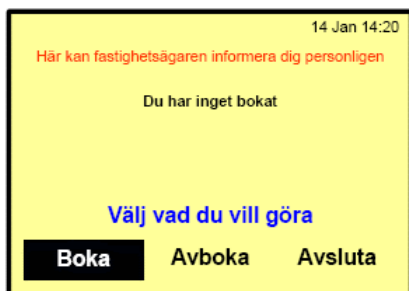 14 Jan 14:20
Här kan fastighetsägaren informera dig personligen
Du har inget bokat
Välj vad du vill göra
Boka Avboka Avsluta